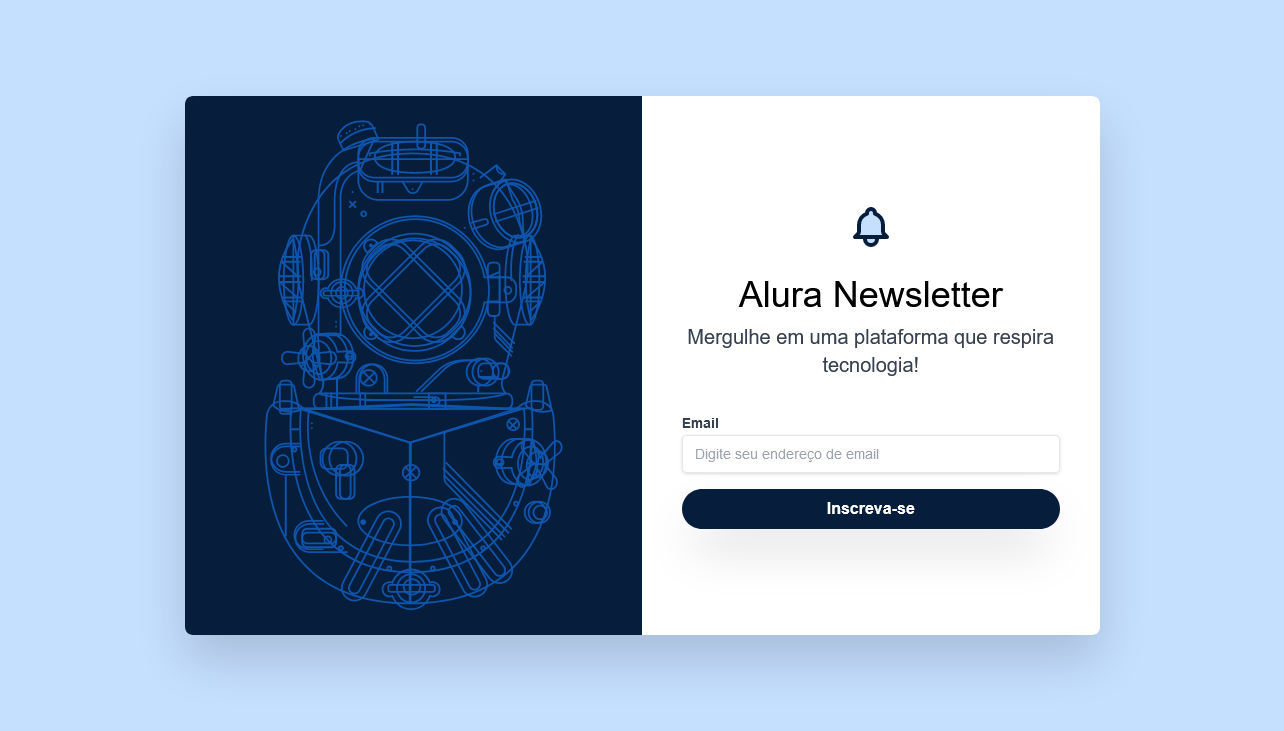 Alura Newsletter
Mergulhe em uma plataforma que respira
tecnologia!
Email
Digite seu endereço de email
Inscreva-se